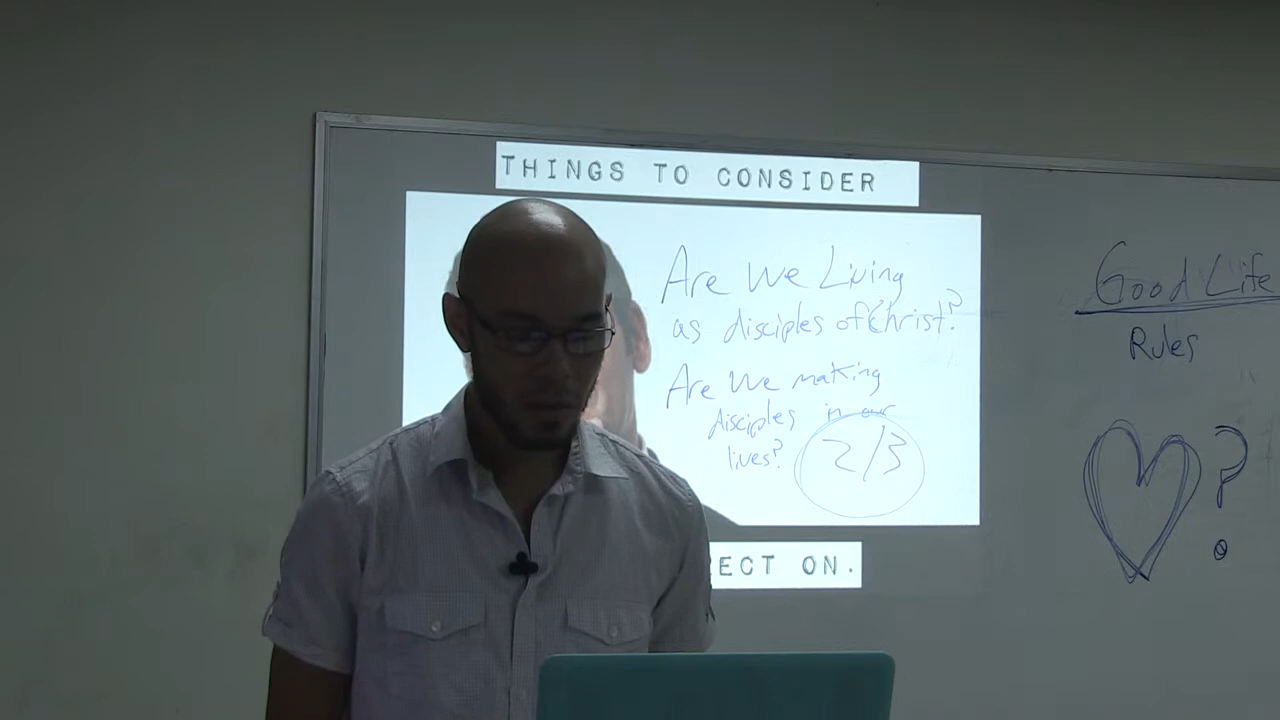 THINGS TO CONSIDER
Are We Living
as disciples of Christ?
Are We making
disciples in our
lives?
2/3
ECT ON.
Good Life
Rules
?